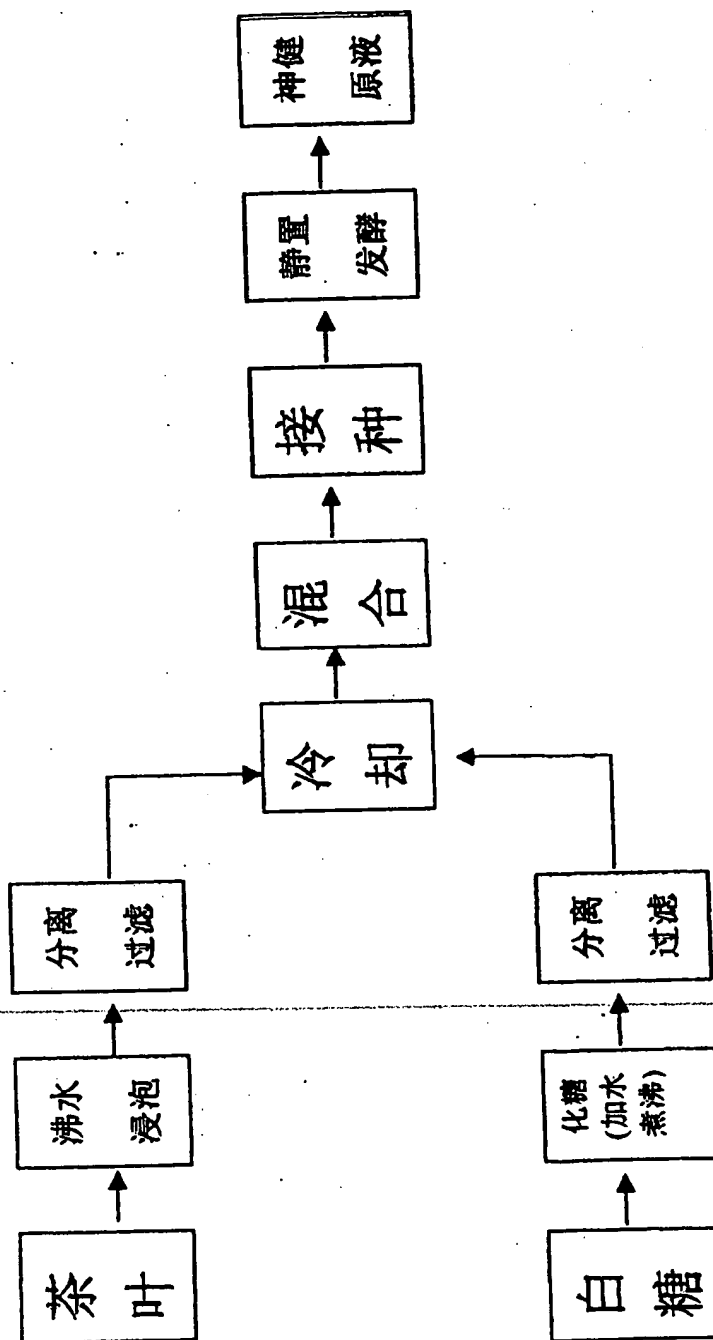 茶叶
沸水
浸泡
分离
过滤
白糖
化糖
(加水
煮沸)
分离
过滤
冷却
混合
接种
静置
发酵
神健
原液